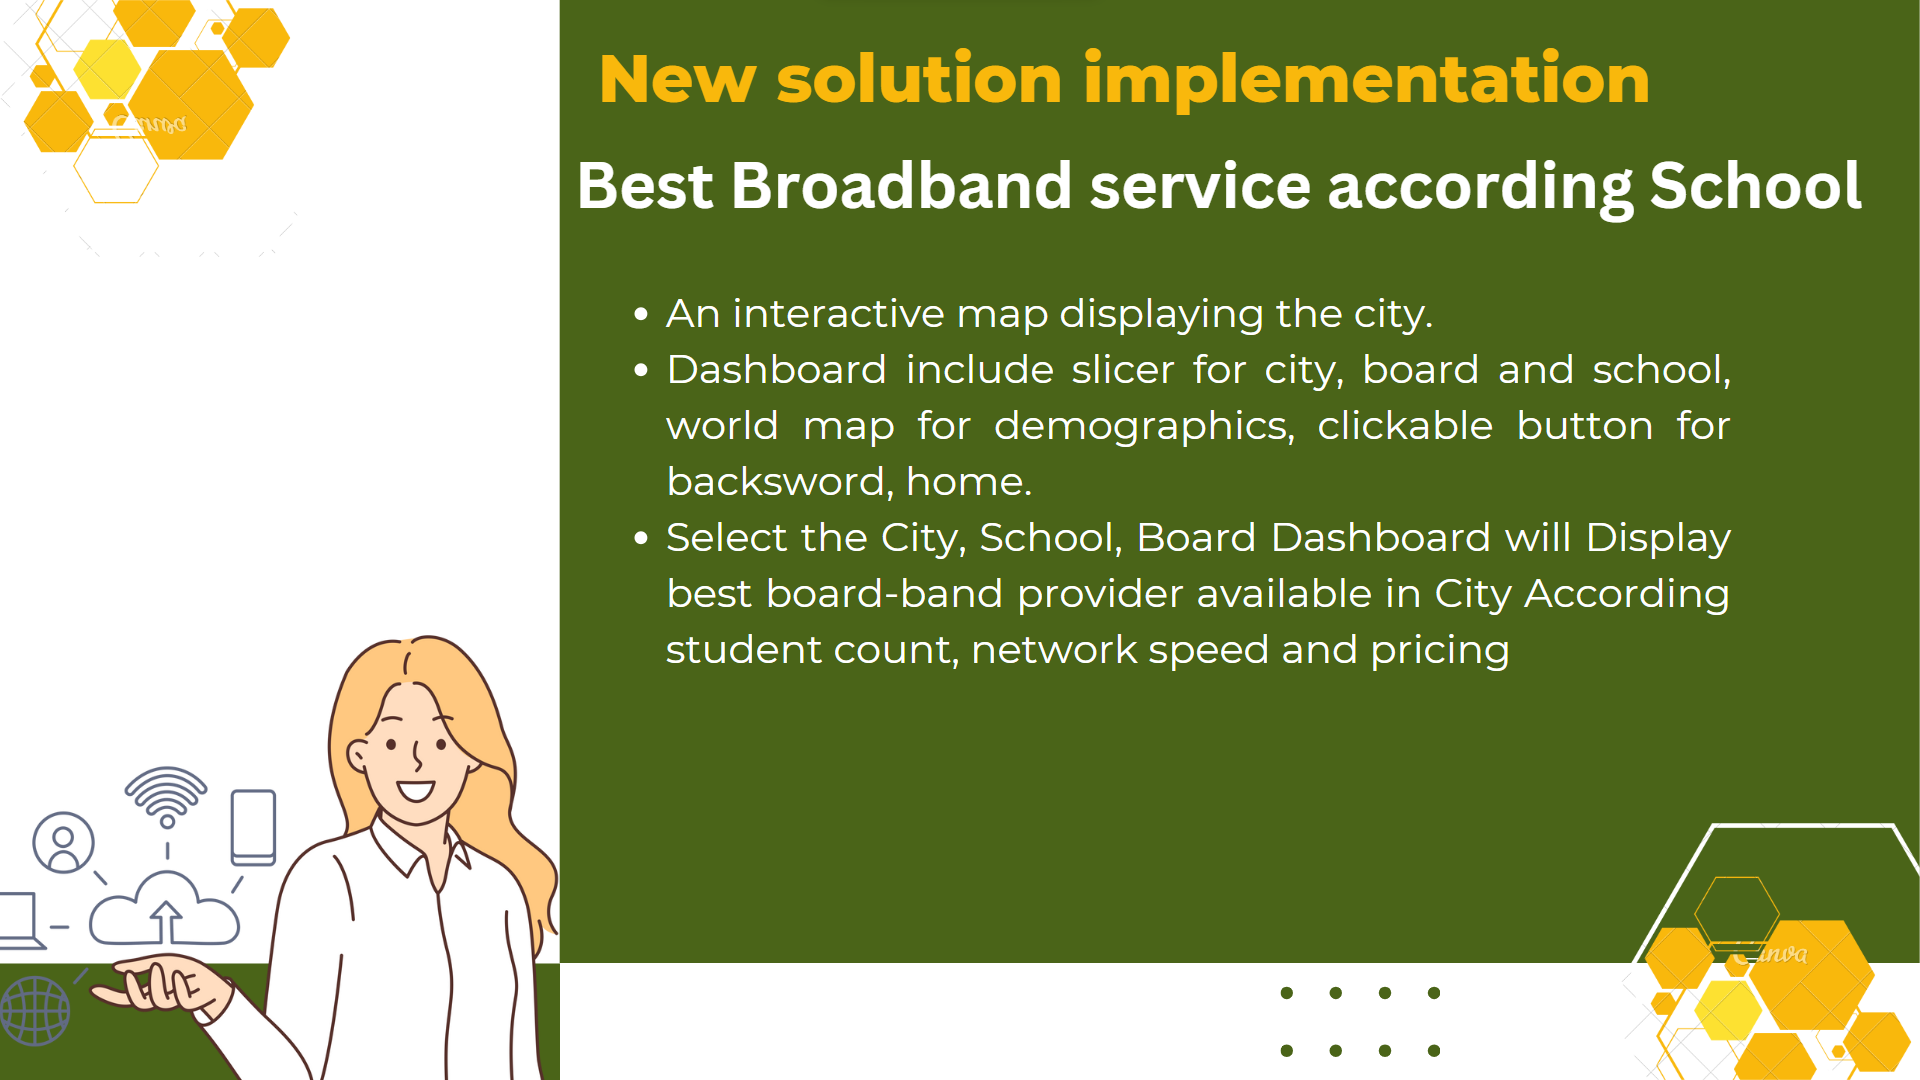 Canva
New solution implementation
Best Broadband service according School
• An interactive map displaying the city.
• Dashboard include slicer for city, board and school,
world map for demographics, clickable button for
backsword, home.
• Select the City, School, Board Dashboard will Display
best board-band provider available in City According
student count, network speed and pricing
Canva